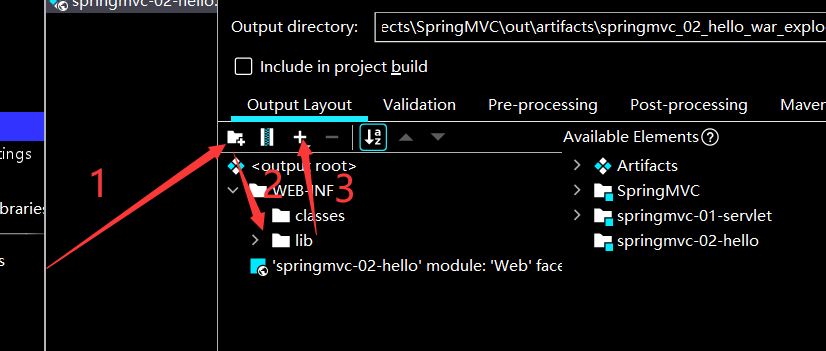 springmvc-02-hello.
Output directory:
ects\SpringMVC\out\artifacts\springmvc_02_hello_war_explo
Include in project build
Output Layout Validation Pre-processing Post-processing Maven
Available Elements
<output root>
WEB-INF
classes
lib
'springmvc-02-hello' module: 'Web' face
Artifacts
SpringMVC
springmvc-01-servlet
springmvc-02-hello
tings
braries
s
1
2
3